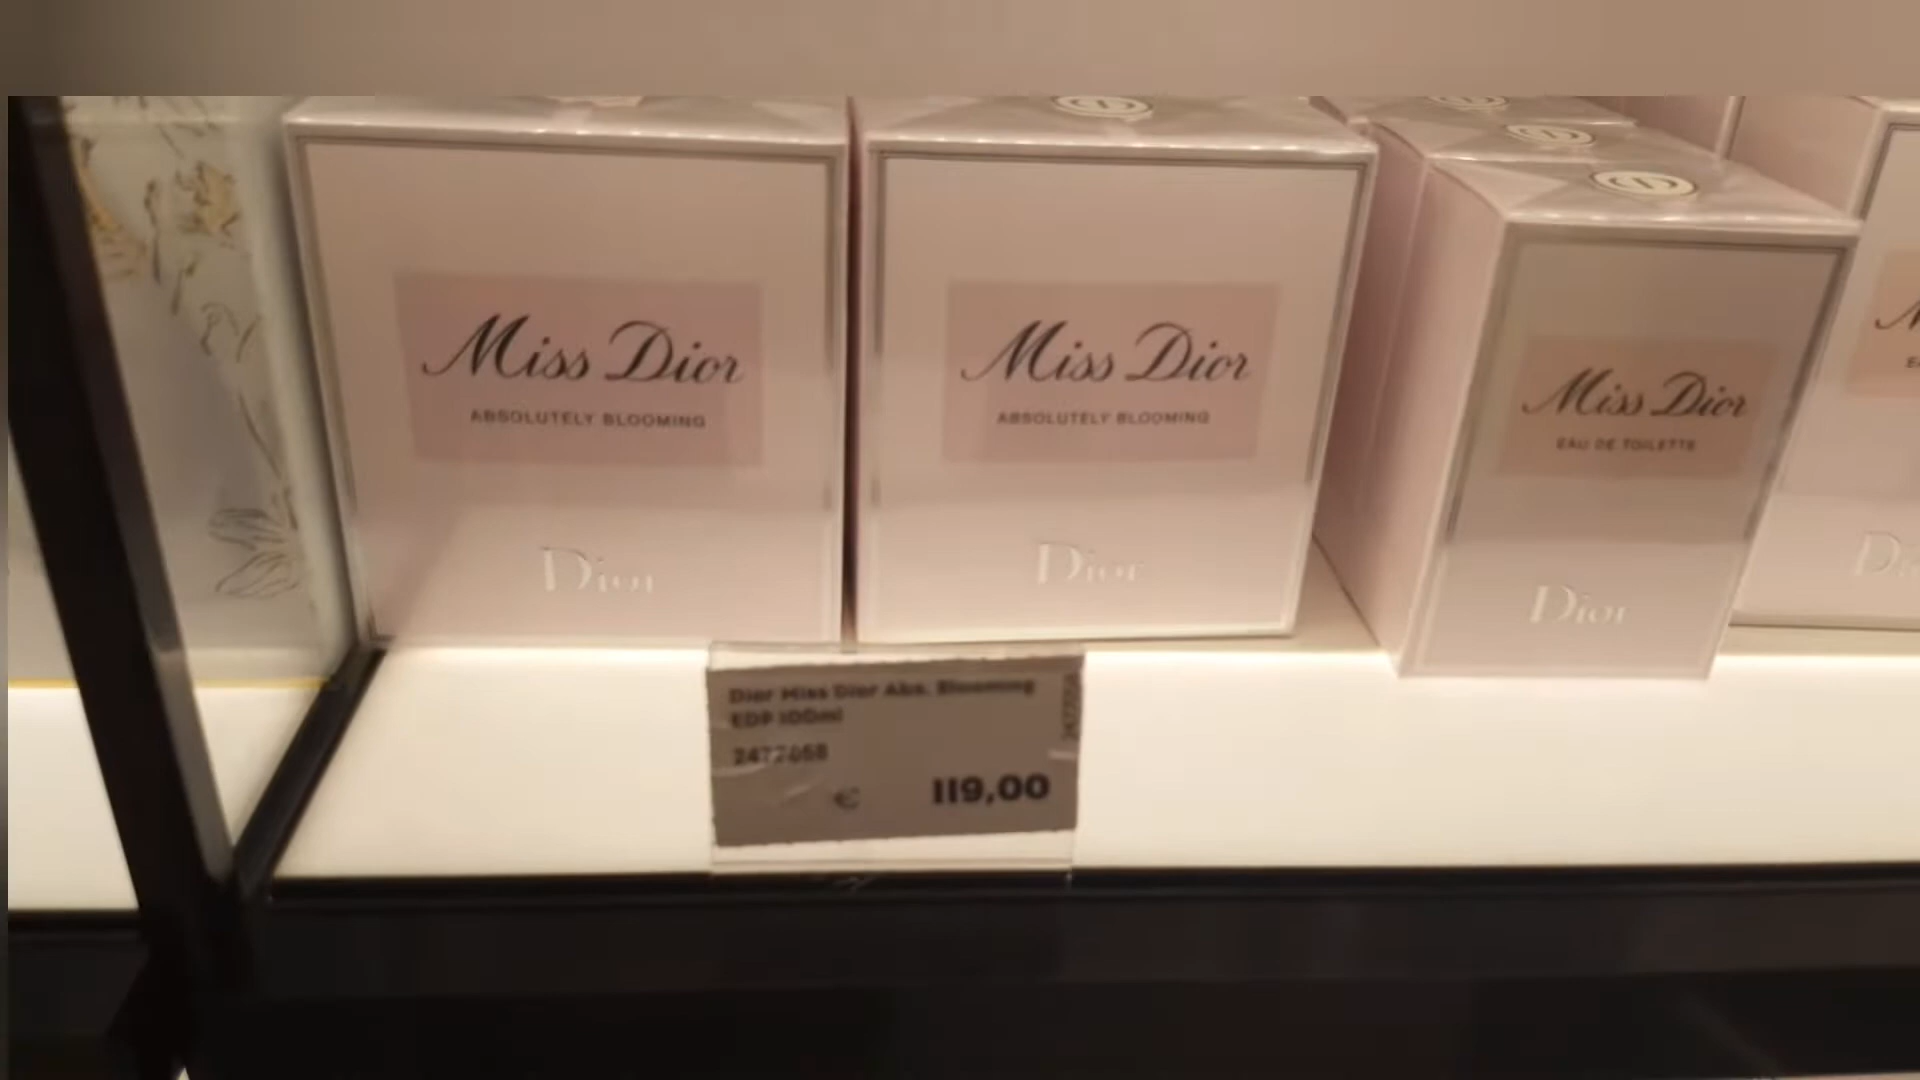 Miss Dior
ABSOLUTELY BLOOMING
Dior
Miss Dior
ABSOLUTELY BLOOMING
Dior
Miss Dior
EAU DE TOILETTE
Dior
Dior Miss Dior Abs. Blooming
EDP 100ml
€ 119,00